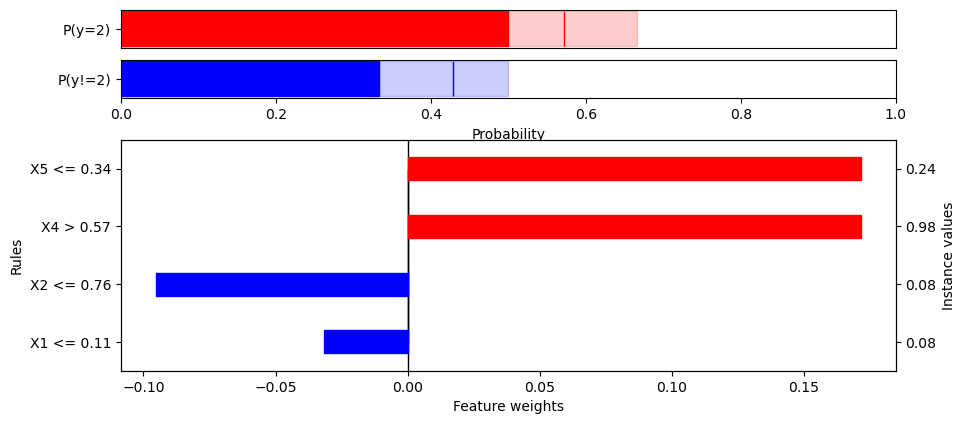 P(y=2)
P(y!=2)
0.0 0.2 0.4 0.6 0.8 1.0
Probability
X5 <= 0.34 0.24
X4 > 0.57 0.98
X2 <= 0.76 0.08
X1 <= 0.11 0.08
Rules
Instance values
−0.10 −0.05 0.00 0.05 0.10 0.15
Feature weights